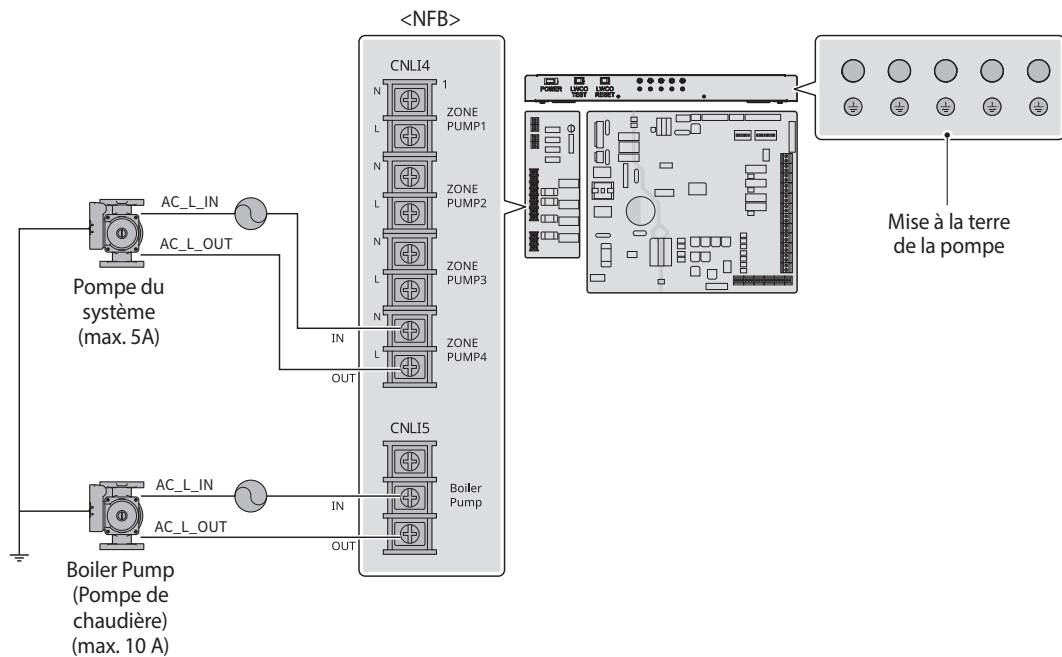 <NFB>
CNLI4
N
1
ZONE
PUMP1
L
N
ZONE
PUMP2
L
N
ZONE
PUMP3
L
N
IN
ZONE
PUMP4
L
OUT
CNLI5
Boiler
Pump
IN
OUT
AC_L_IN
AC_L_OUT
Pompe du
système
(max. 5A)
AC_L_IN
AC_L_OUT
Boiler Pump
(Pompe de
chaudière)
(max. 10 A)
POWER
LWCO
TEST
LWCO
RESET
Mise à la terre
de la pompe